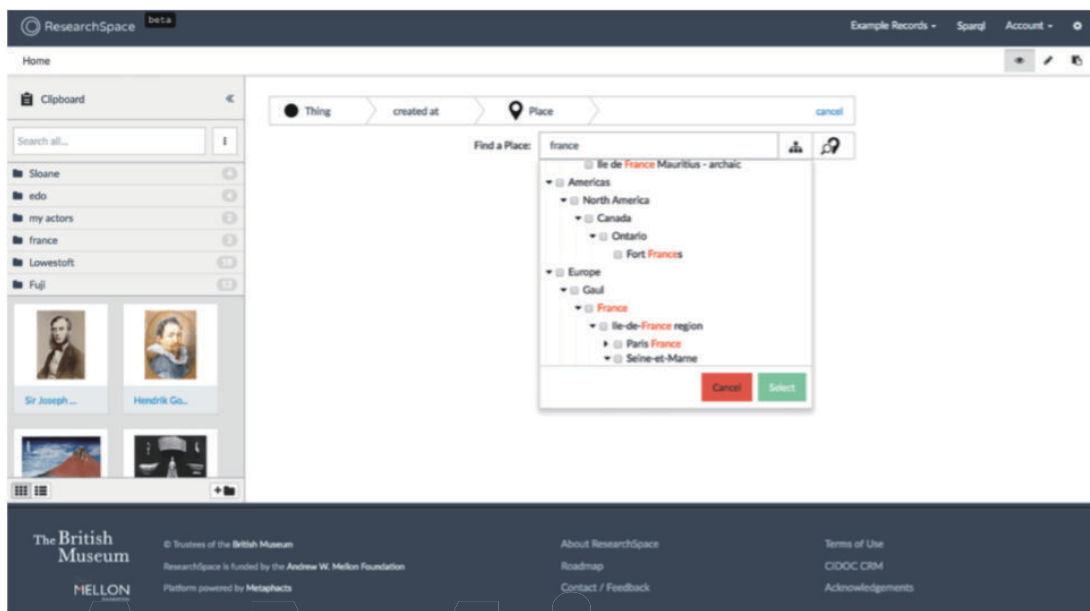 ResearchSpace beta
Example Records Sparql Account
Home
Clipboard
Thing created at Place cancel
Search all...
Find a Place: france
Sloane
edo
my actors
france
Lowestoft
Fuji
Ile de France Mauritius - archaic
Americas
North America
Canada
Ontario
Fort Frances
Europe
Gaul
France
Ile-de-France region
Paris France
Seine-et-Marne
Cancel Select
Sir Joseph ...
Hendrik Go...
The British
Museum
MELLON
© Trustees of the British Museum
ResearchSpace is funded by the Andrew W. Mellon Foundation
Platform powered by Metaphacts
About ResearchSpace
Roadmap
Contact / Feedback
Terms of Use
CIDOC CRM
Acknowledgements